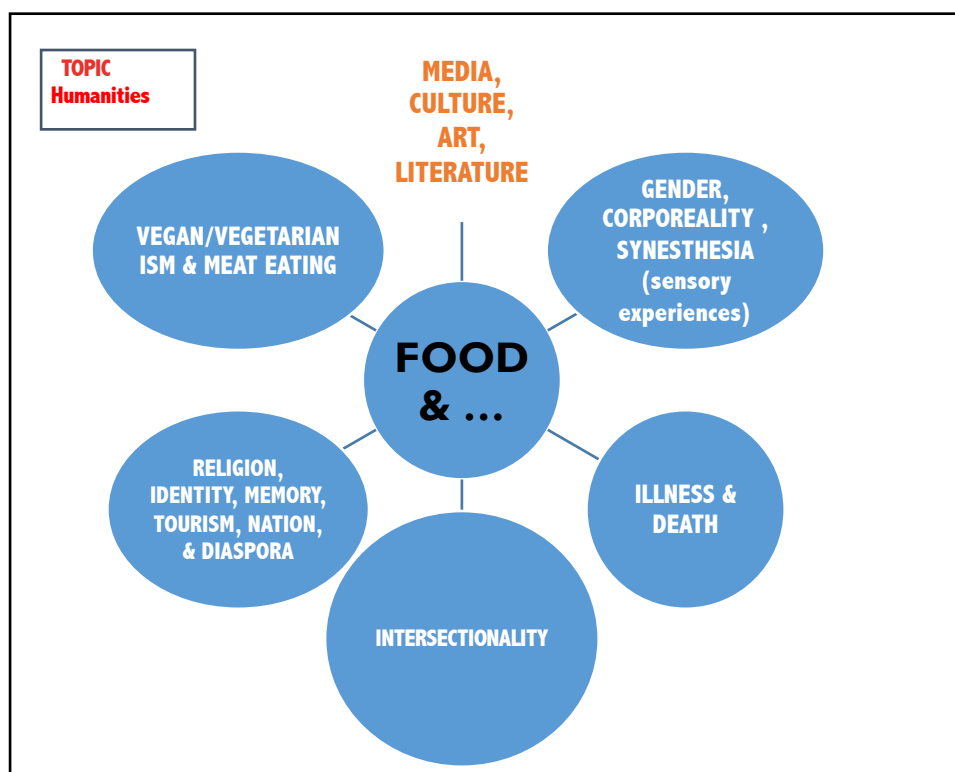 TOPIC
Humanities
MEDIA,
CULTURE,
ART,
LITERATURE
GENDER,
CORPOREALITY ,
SYNESTHESIA
(sensory
experiences)
VEGAN/VEGETARIAN
ISM & MEAT EATING
FOOD
& ...
RELIGION,
IDENTITY, MEMORY,
TOURISM, NATION,
& DIASPORA
ILLNESS &
DEATH
INTERSECTIONALITY